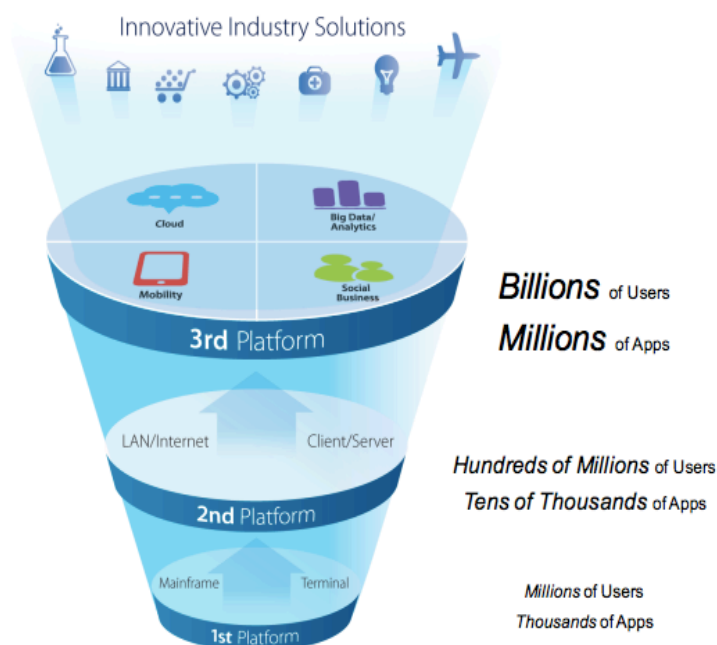 Innovative Industry Solutions
Cloud
Big Data/
Analytics
Mobility
Social
Business
3rd Platform
Billions of Users
Millions of Apps
LAN/Internet
Client/Server
2nd Platform
Hundreds of Millions of Users
Tens of Thousands of Apps
Mainframe
Terminal
1st Platform
Millions of Users
Thousands of Apps